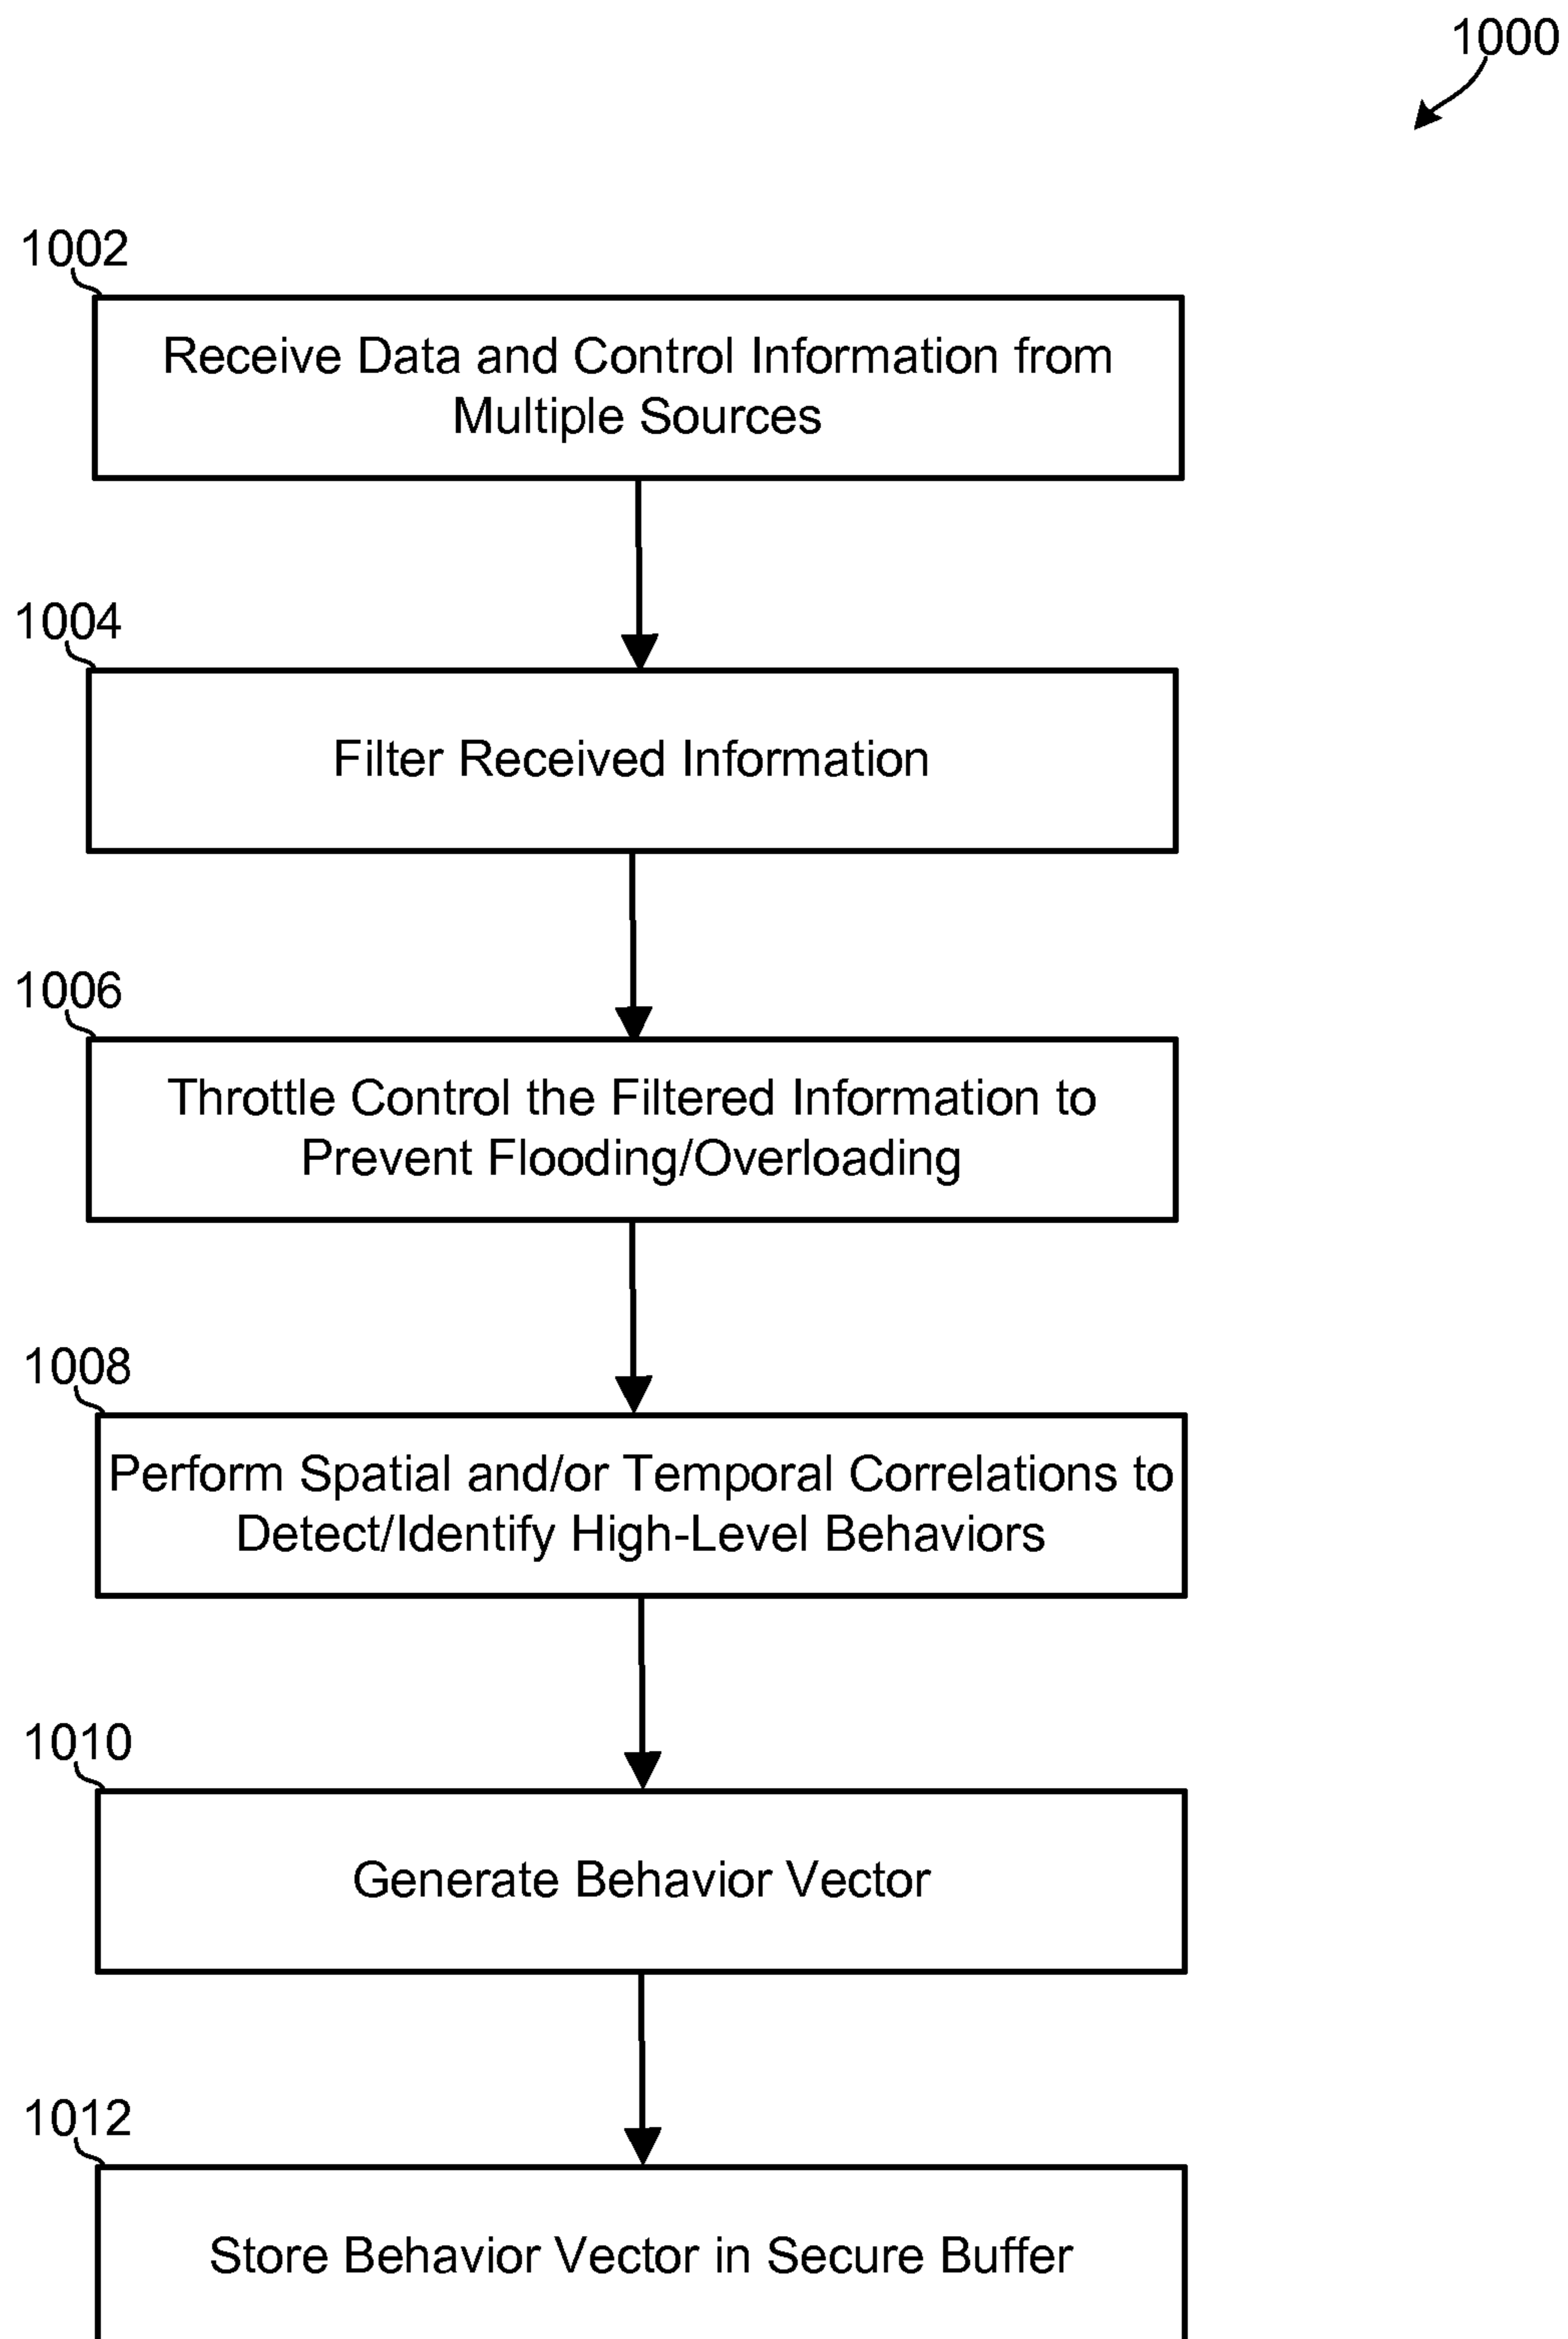 1000
1002
Receive Data and Control Information from
Multiple Sources
1004
Filter Received Information
1006
Throttle Control the Filtered Information to
Prevent Flooding/Overloading
1008
Perform Spatial and/or Temporal Correlations to
Detect/Identify High-Level Behaviors
1010
Generate Behavior Vector
1012
Store Behavior Vector in Secure Buffer